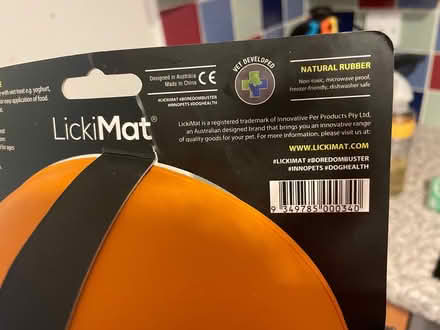 with wet treat e.g. yoghurt,
easy application of food.
LickiMat®
Designed in Australia
Made in China
CE
#LICKIMAT #BOREDOMBUSTER
#INNOPETS #DOGHEALTH
VET DEVELOPED
NATURAL RUBBER
Non-toxic, microwave proof,
freezer-friendly, dishwasher safe
LickiMat is a registered trademark of Innovative Pet Products Pty Ltd,
an Australian designed brand that brings you an innovative range
of quality goods for your pet. For more information, please visit us at:
WWW.LICKIMAT.COM
#LICKIMAT #BOREDOMBUSTER
#INNOPETS #DOGHEALTH
9 349785 000340